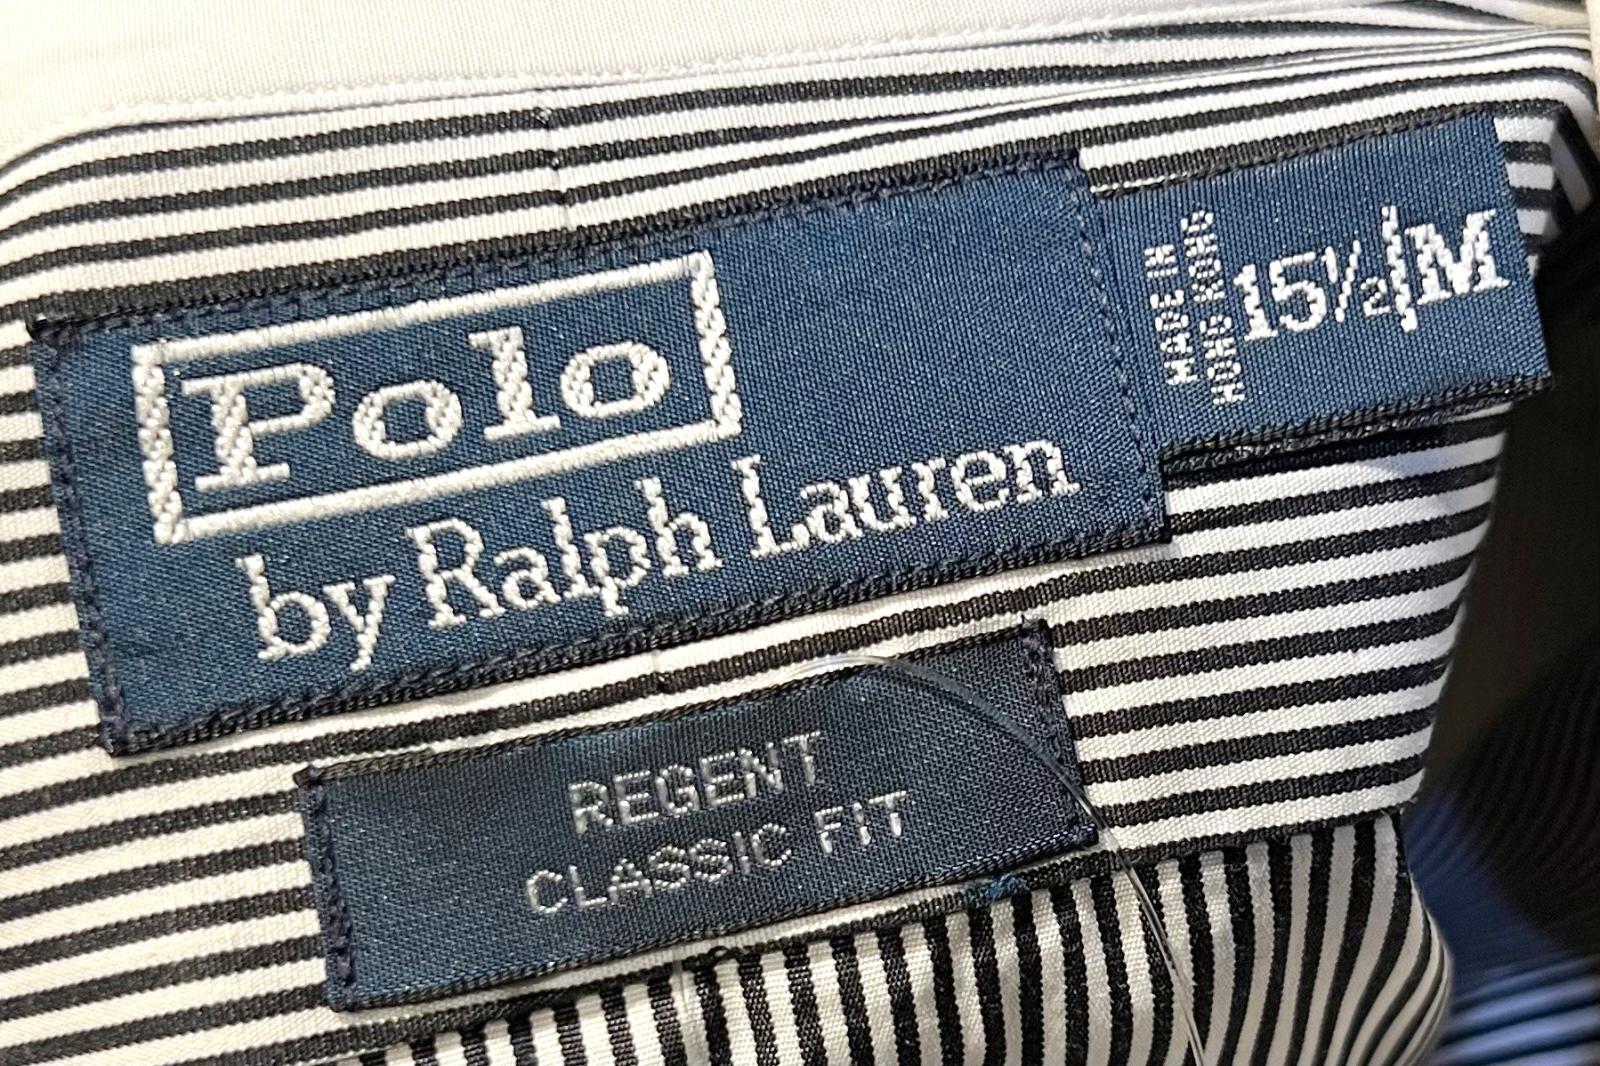 Polo
by Ralph Lauren
MADE IN
HONG KONG
15½/M
REGENT
CLASSIC FIT